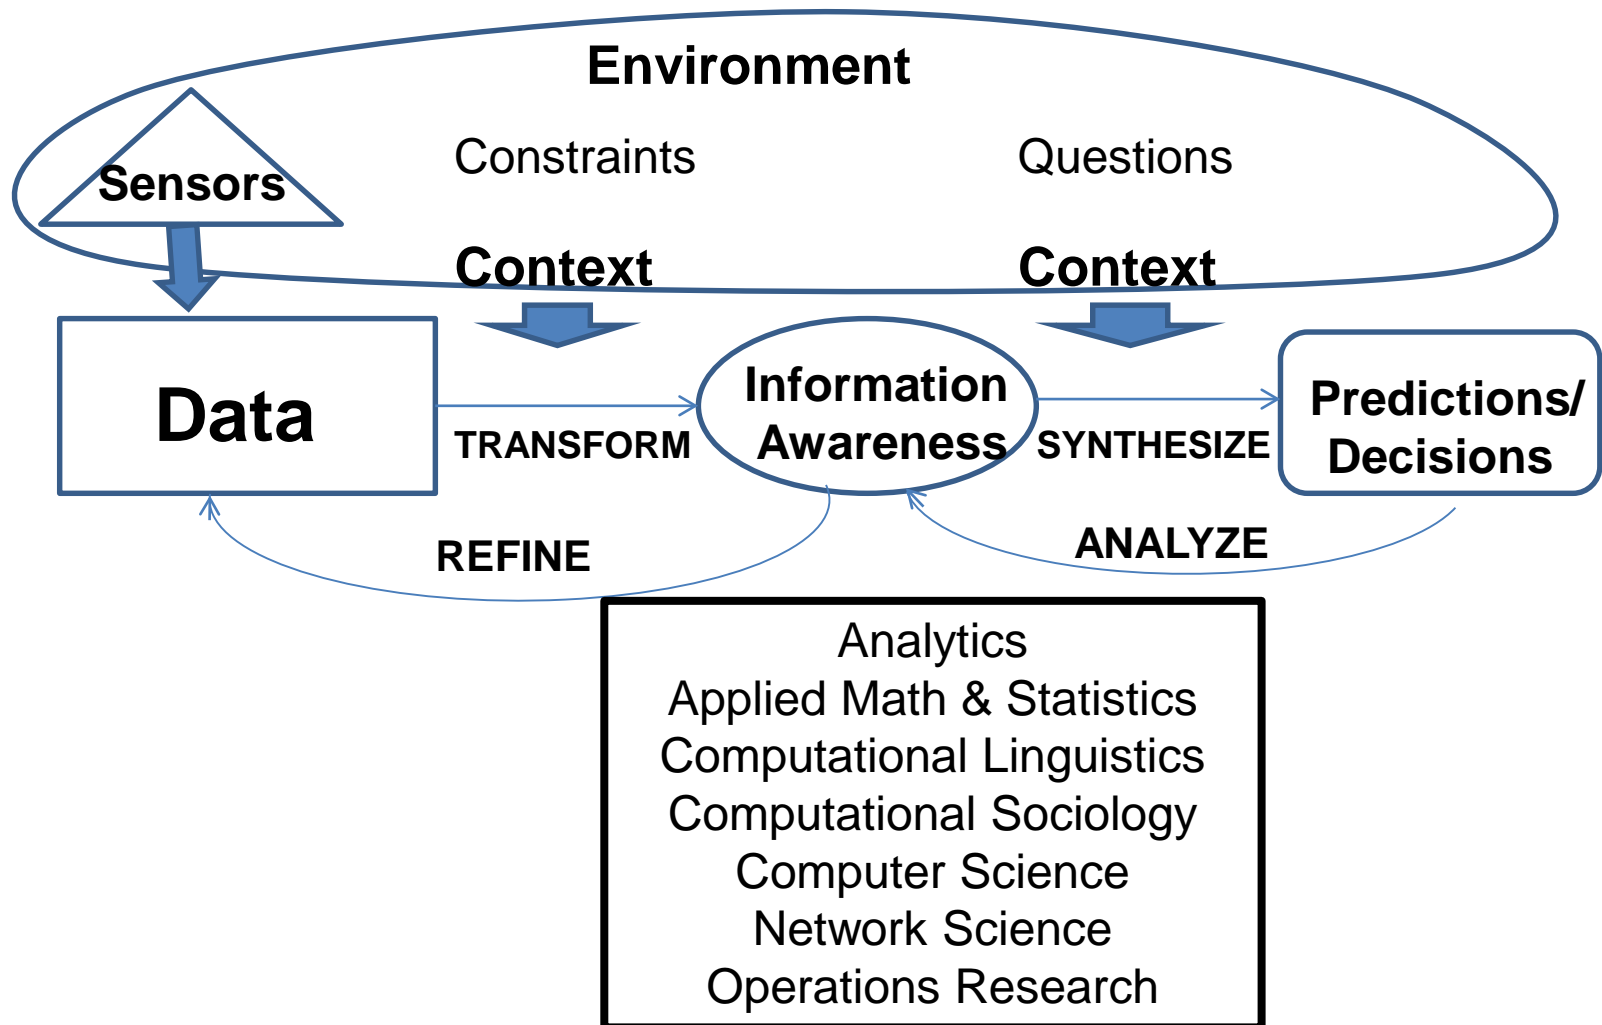 Environment
Constraints
Questions
Sensors
Context
Context
Data
Information
Awareness
Predictions/
Decisions
TRANSFORM
SYNTHESIZE
REFINE
ANALYZE
Analytics
Applied Math & Statistics
Computational Linguistics
Computational Sociology
Computer Science
Network Science
Operations Research